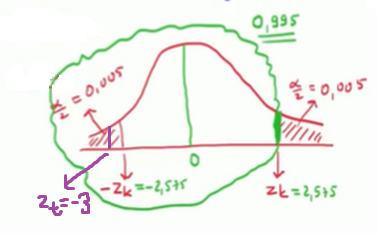 0,995
α/2 = 0,005
α/2 = 0,005
-Zk = -2,575
0
Zk = 2,575
Zt = -3